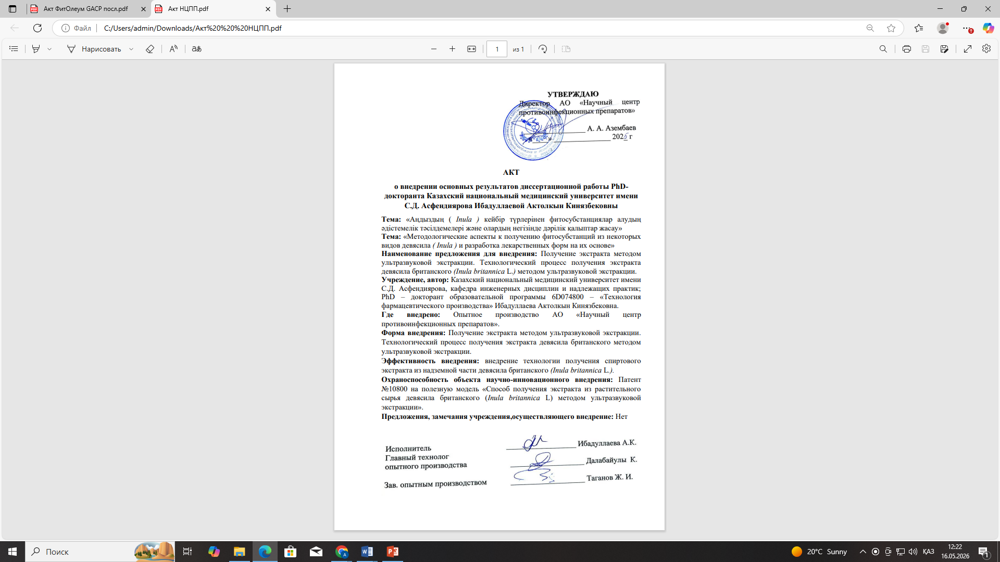 Акт ФитОлеум GACP посл.pdf
Акт НЦПП.pdf
Файл
C:/Users/admin/Downloads/Акт%20%20%20НЦПП.pdf
Нарисовать
1
из 1
УТВЕРЖДАЮ
Директор АО «Научный центр
противоинфекционных препаратов»
А. А. Азембаев
« » 2025 г
АКТ
о внедрении основных результатов диссертационной работы PhD-
докторанта Казахский национальный медицинский университет имени
С.Д. Асфендиярова Ибадуллаевой Актолкын Кинязбековны
Тема: «Аңдыздың ( Inula ) кейбір түрлерінен фитосубстанциялар алудың
әдістемелік тәсілдемелері және олардың негізінде дәрілік қалыптар жасау»
Тема: «Методологические аспекты к получению фитосубстанций из некоторых
видов девясила ( Inula ) и разработка лекарственных форм на их основе»
Наименование предложения для внедрения: Получение экстракта методом
ультразвуковой экстракции. Технологический процесс получения экстракта
девясила британского (Inula britannica L.) методом ультразвуковой экстракции.
Учреждение, автор: Казахский национальный медицинский университет имени
С.Д. Асфендиярова, кафедра инженерных дисциплин и надлежащих практик;
PhD – докторант образовательной программы 6D074800 – «Технология
фармацевтического производства» Ибадуллаева Актолкын Кинязбековна.
Где внедрено: Опытное производство АО «Научный центр
противоинфекционных препаратов».
Форма внедрения: Получение экстракта методом ультразвуковой экстракции.
Технологический процесс получения экстракта девясила британского методом
ультразвуковой экстракции.
Эффективность внедрения: внедрение технологии получения спиртового
экстракта из надземной части девясила британского (Inula britannica L.).
Охраноспособность объекта научно-инновационного внедрения: Патент
№10800 на полезную модель «Способ получения экстракта из растительного
сырья девясила британского (Inula britannica L) методом ультразвуковой
экстракции».
Предложения, замечания учреждения,осуществляющего внедрение: Нет
Исполнитель Ибадуллаева А.К.
Главный технолог
опытного производства Далабайулы К.
Зав. опытным производством Таганов Ж. И.
Поиск
20°C Sunny
ҚАЗ
12:22
16.05.2026
1